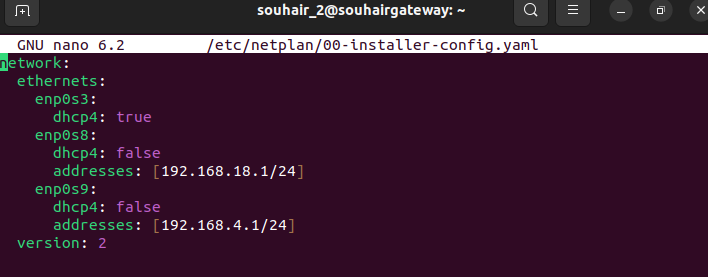 souhair_2@souhairgateway: ~
GNU nano 6.2 /etc/netplan/00-installer-config.yaml
network:
  ethernets:
    enp0s3:
      dhcp4: true
    enp0s8:
      dhcp4: false
      addresses: [192.168.18.1/24]
    enp0s9:
      dhcp4: false
      addresses: [192.168.4.1/24]
  version: 2